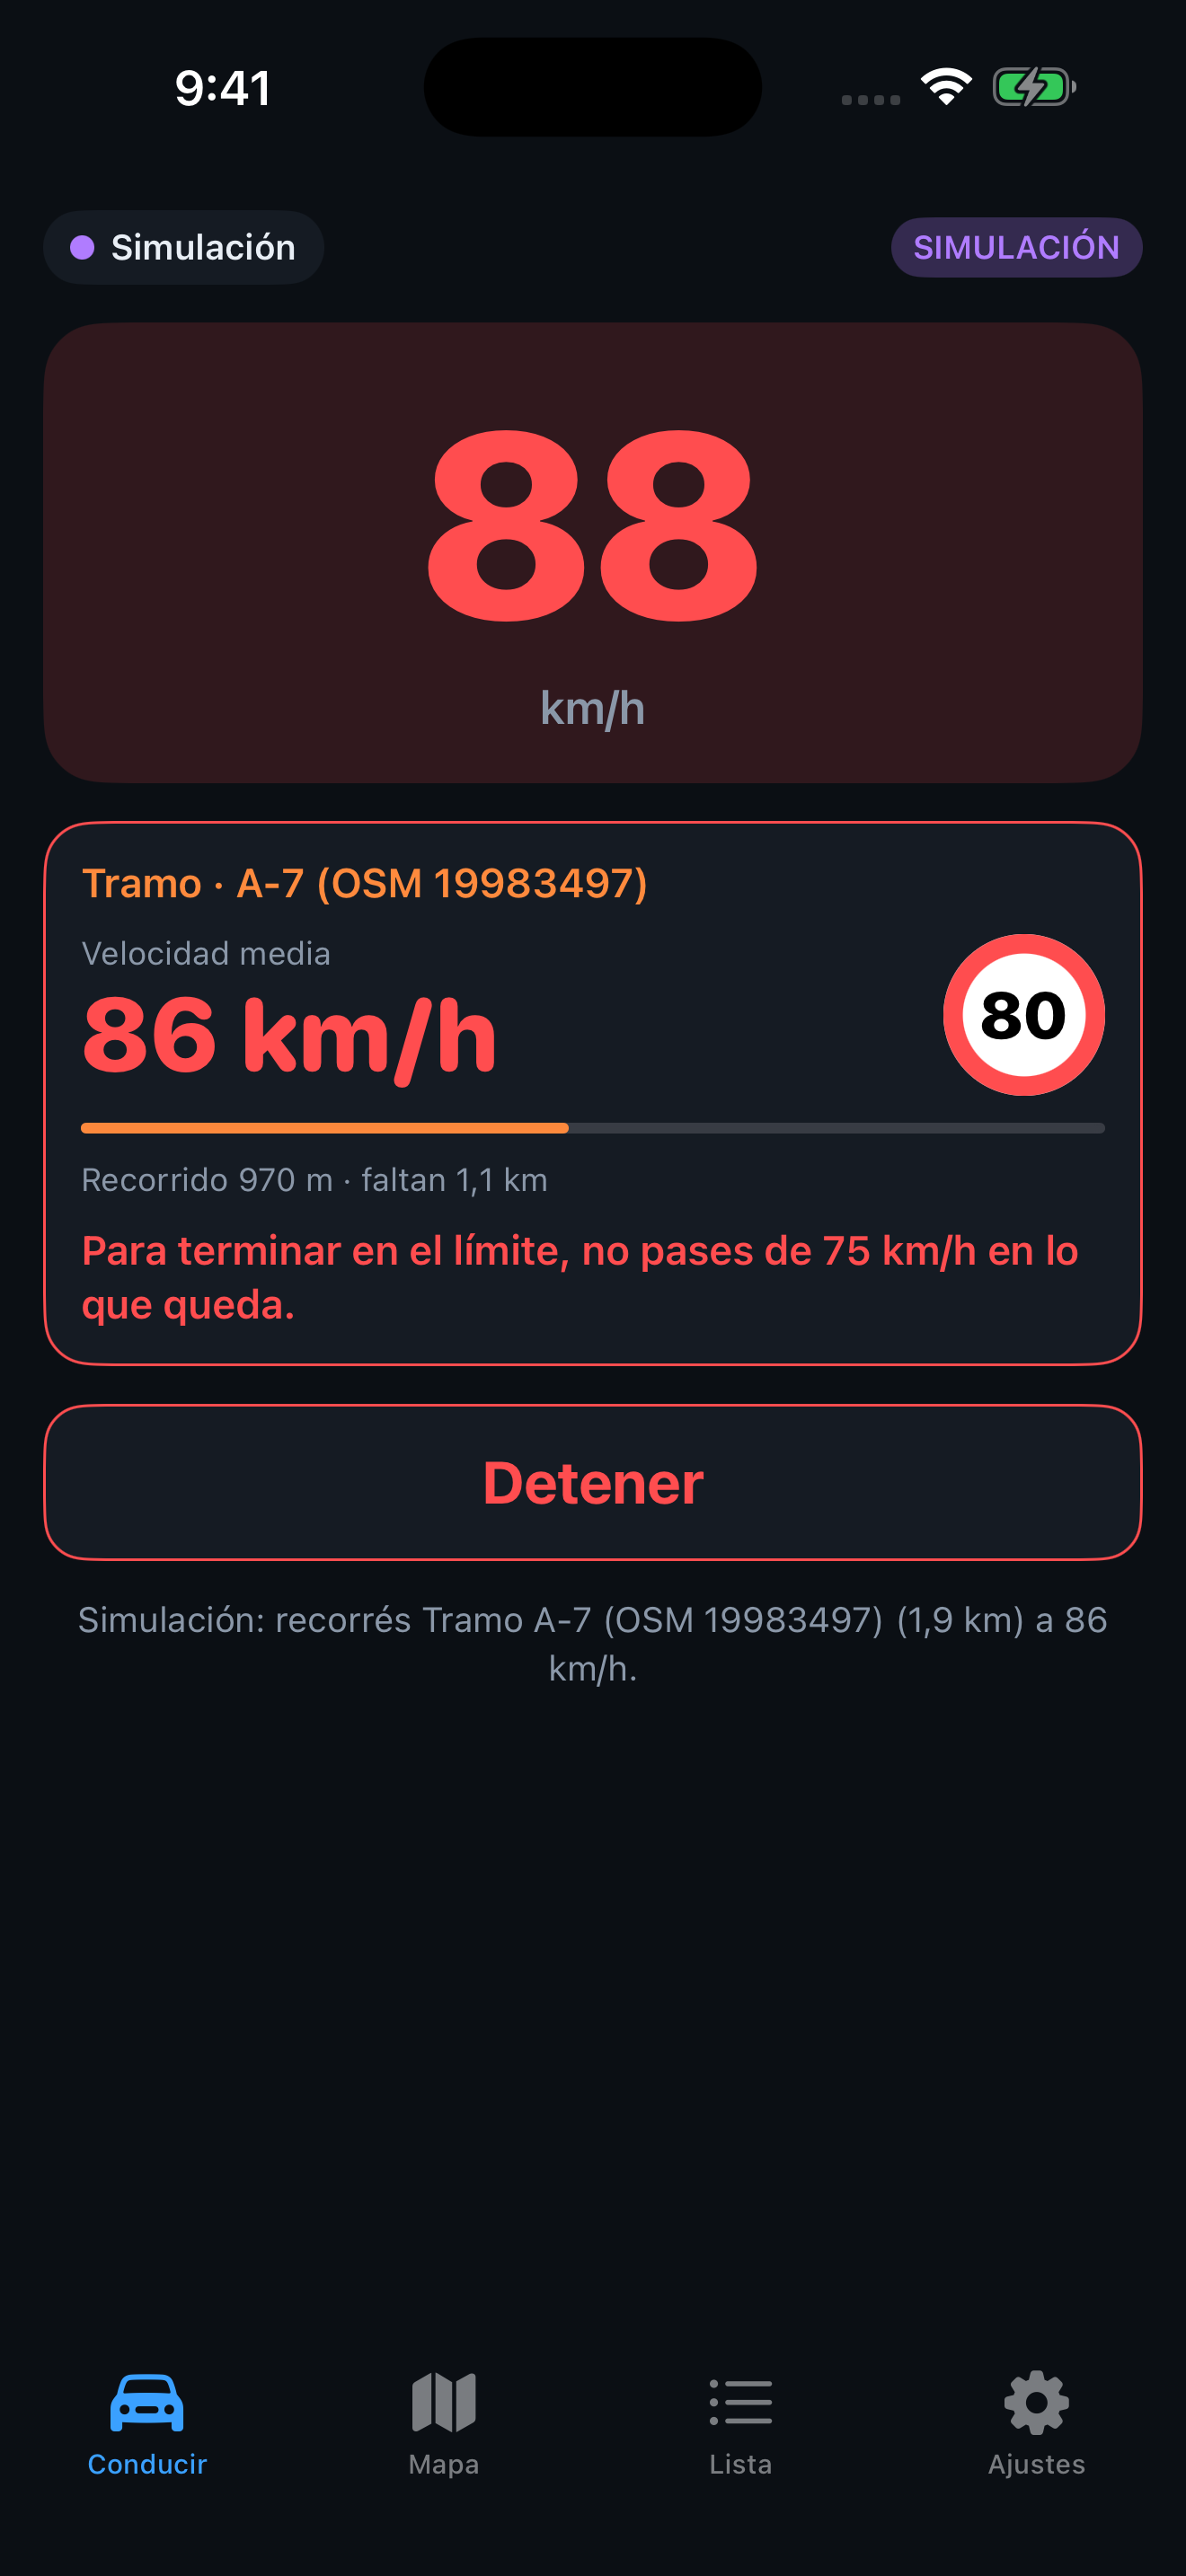 9:41
Simulación
SIMULACIÓN
88
km/h
Tramo · A-7 (OSM 19983497)
Velocidad media
86 km/h
80
Recorrido 970 m · faltan 1,1 km
Para terminar en el límite, no pases de 75 km/h en lo
que queda.
Detener
Simulación: recorrés Tramo A-7 (OSM 19983497) (1,9 km) a 86
km/h.
Conducir
Mapa
Lista
Ajustes